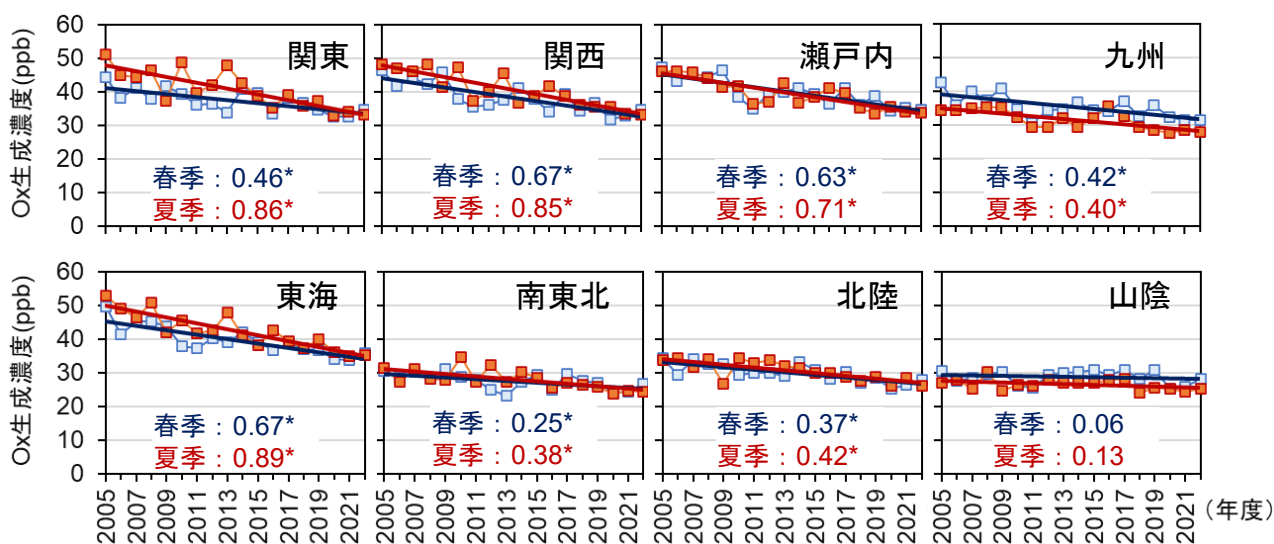 Ox生成濃度(ppb)
60
50
40
30
20
10
0
関東
春季：0.46*
夏季：0.86*
関西
春季：0.67*
夏季：0.85*
瀬戸内
春季：0.63*
夏季：0.71*
九州
春季：0.42*
夏季：0.40*
Ox生成濃度(ppb)
60
50
40
30
20
10
0
東海
春季：0.67*
夏季：0.89*
南東北
春季：0.25*
夏季：0.38*
北陸
春季：0.37*
夏季：0.42*
山陰
春季：0.06
夏季：0.13
2005 2007 2009 2011 2013 2015 2017 2019 2021
2005 2007 2009 2011 2013 2015 2017 2019 2021
2005 2007 2009 2011 2013 2015 2017 2019 2021
2005 2007 2009 2011 2013 2015 2017 2019 2021
（年度）